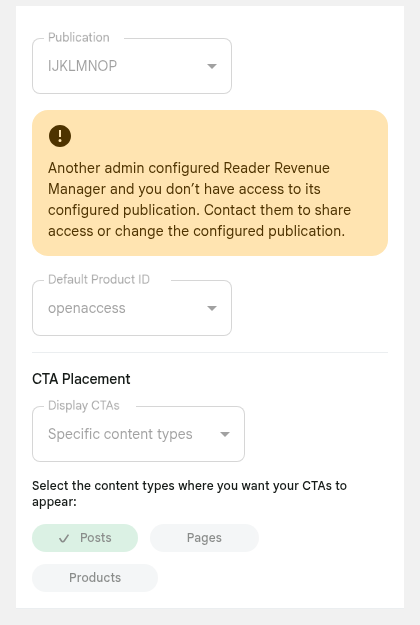 Publication
IJKLMNOP
Another admin configured Reader Revenue
Manager and you don’t have access to its
configured publication. Contact them to share
access or change the configured publication.
Default Product ID
openaccess
CTA Placement
Display CTAs
Specific content types
Select the content types where you want your CTAs to
appear:
Posts
Pages
Products